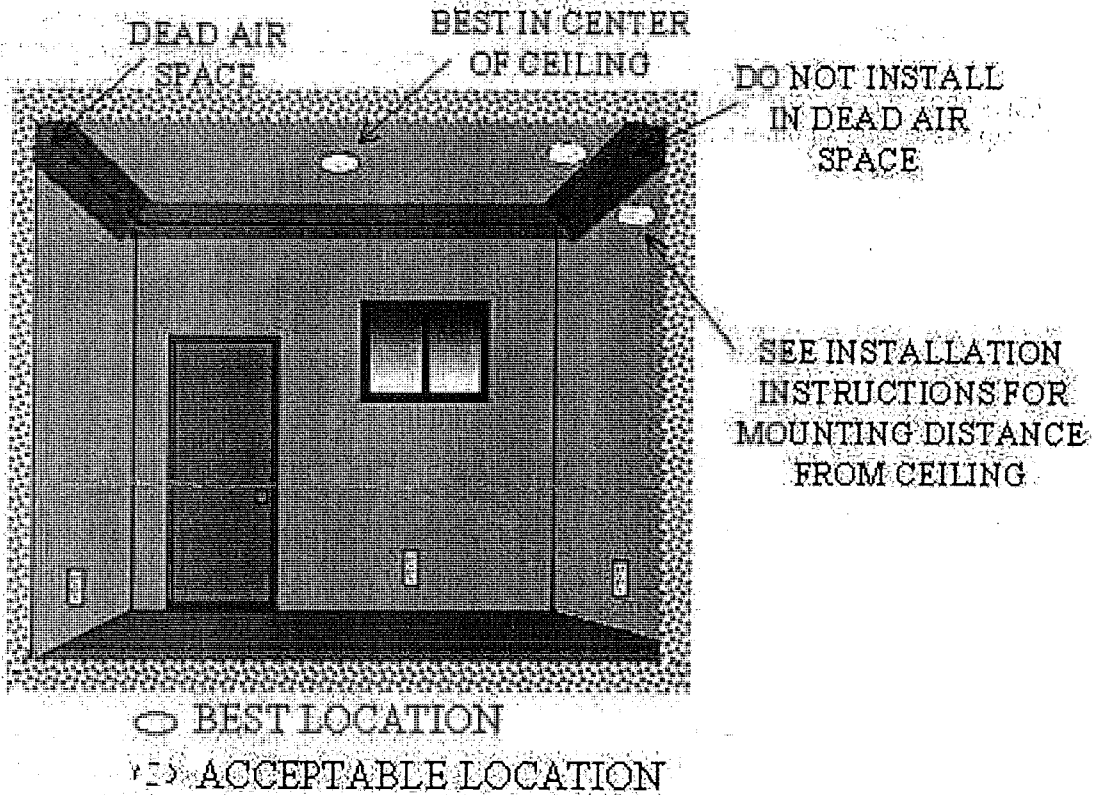 DEAD AIR
SPACE
BEST IN CENTER
OF CEILING
DO NOT INSTALL
IN DEAD AIR
SPACE
SEE INSTALLATION
INSTRUCTIONS FOR
MOUNTING DISTANCE
FROM CEILING
BEST LOCATION
ACCEPTABLE LOCATION